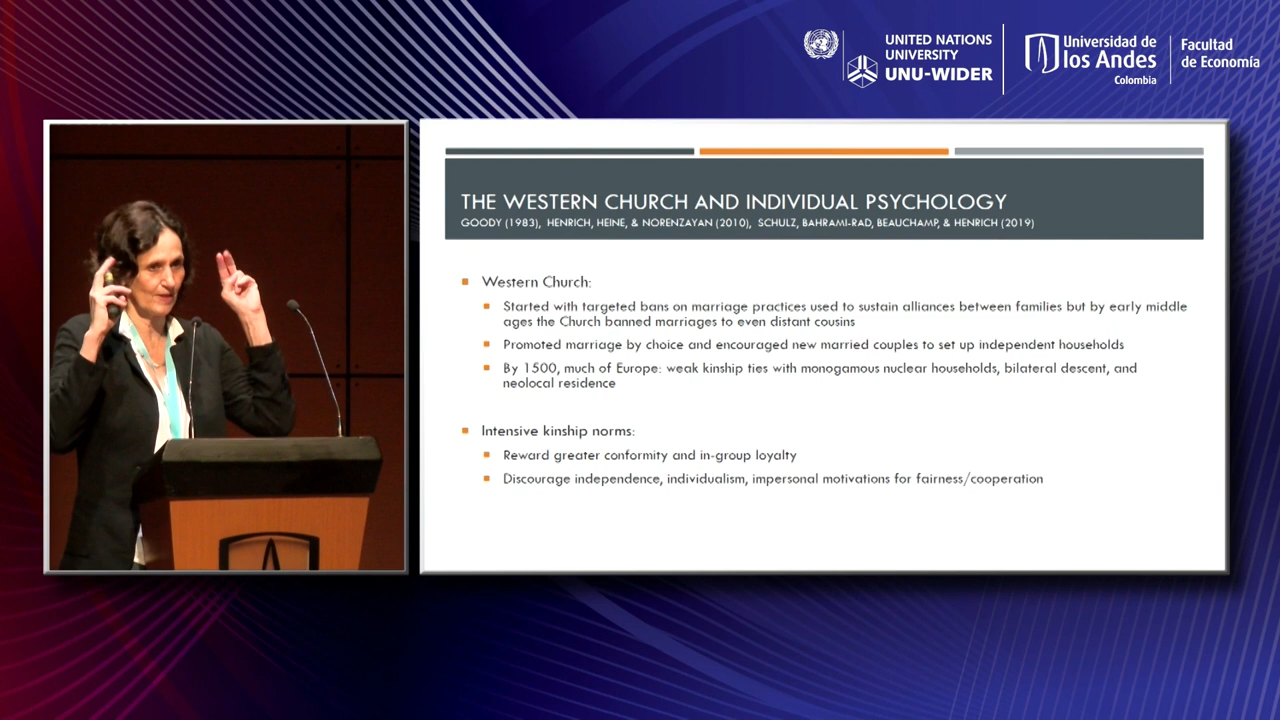 UNITED NATIONS
UNIVERSITY
UNU-WIDER
Universidad de
los Andes
Colombia
Facultad
de Economía
THE WESTERN CHURCH AND INDIVIDUAL PSYCHOLOGY
GOODY (1983), HENRICH, HEINE, & NORENZAYAN (2010), SCHULZ, BAHRAMI-RAD, BEAUCHAMP, & HENRICH (2019)
Western Church:
Started with targeted bans on marriage practices used to sustain alliances between families but by early middle
ages the Church banned marriages to even distant cousins
Promoted marriage by choice and encouraged new married couples to set up independent households
By 1500, much of Europe: weak kinship ties with monogamous nuclear households, bilateral descent, and
neolocal residence
Intensive kinship norms:
Reward greater conformity and in-group loyalty
Discourage independence, individualism, impersonal motivations for fairness/cooperation